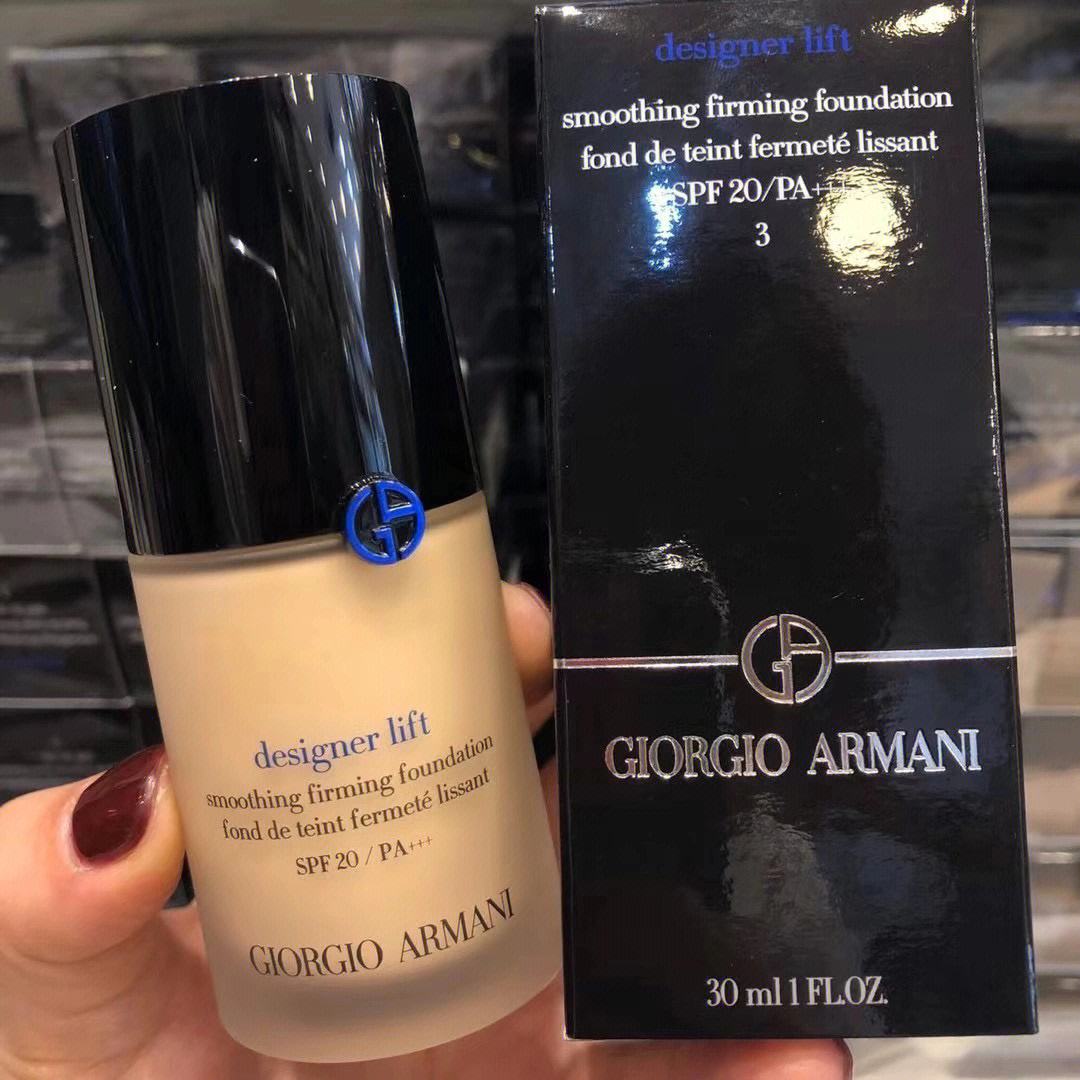 designer lift
smoothing firming foundation
fond de teint fermeté lissant
SPF 20 / PA+++
GIORGIO ARMANI
designer lift
smoothing firming foundation
fond de teint fermeté lissant
SPF 20/PA+++
3
GIORGIO ARMANI
30 ml 1 FL.OZ.